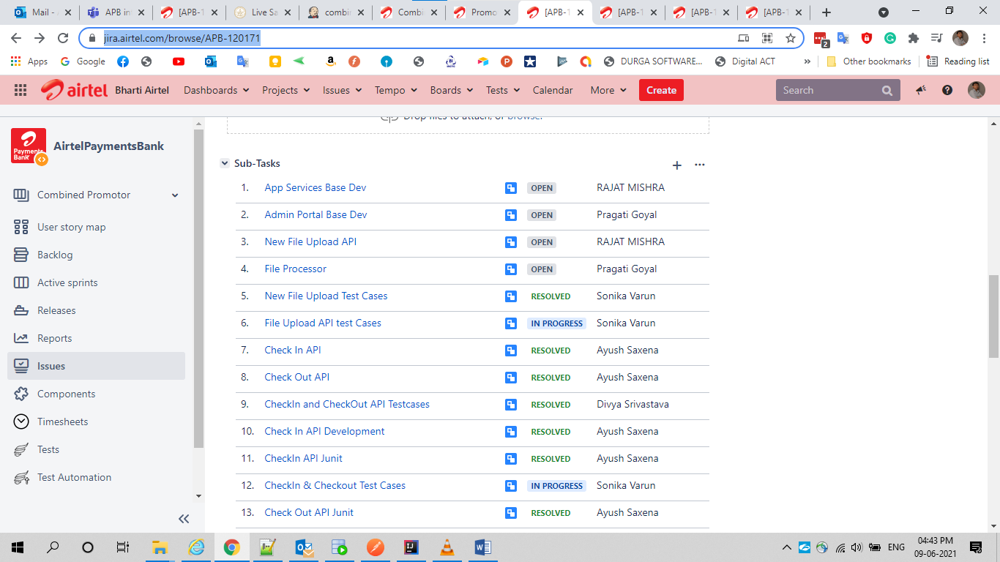 Mail - 
APB in
[APB-1
Live Sa
combin
Combi
Promo
[APB-1
[APB-1
[APB-1
[APB-1
jira.airtel.com/browse/APB-120171
2
Apps
Google
DURGA SOFTWARE...
Digital ACT
»
Other bookmarks
Reading list
airtel
Bharti Airtel
Dashboards
Projects
Issues
Tempo
Boards
Tests
Calendar
More
Create
Search
Drop files to attach, or browse.
Payments Bank
AirtelPaymentsBank
Combined Promotor
User story map
Backlog
Active sprints
Releases
Reports
Issues
Components
Timesheets
Tests
Test Automation
Sub-Tasks
1. App Services Base Dev OPEN RAJAT MISHRA
2. Admin Portal Base Dev OPEN Pragati Goyal
3. New File Upload API OPEN RAJAT MISHRA
4. File Processor OPEN Pragati Goyal
5. New File Upload Test Cases RESOLVED Sonika Varun
6. File Upload API test Cases IN PROGRESS Sonika Varun
7. Check In API RESOLVED Ayush Saxena
8. Check Out API RESOLVED Ayush Saxena
9. CheckIn and CheckOut API Testcases RESOLVED Divya Srivastava
10. Check In API Development RESOLVED Ayush Saxena
11. CheckIn API Junit RESOLVED Ayush Saxena
12. CheckIn & Checkout Test Cases IN PROGRESS Sonika Varun
13. Check Out API Junit RESOLVED Ayush Saxena
ENG
04:43 PM
09-06-2021